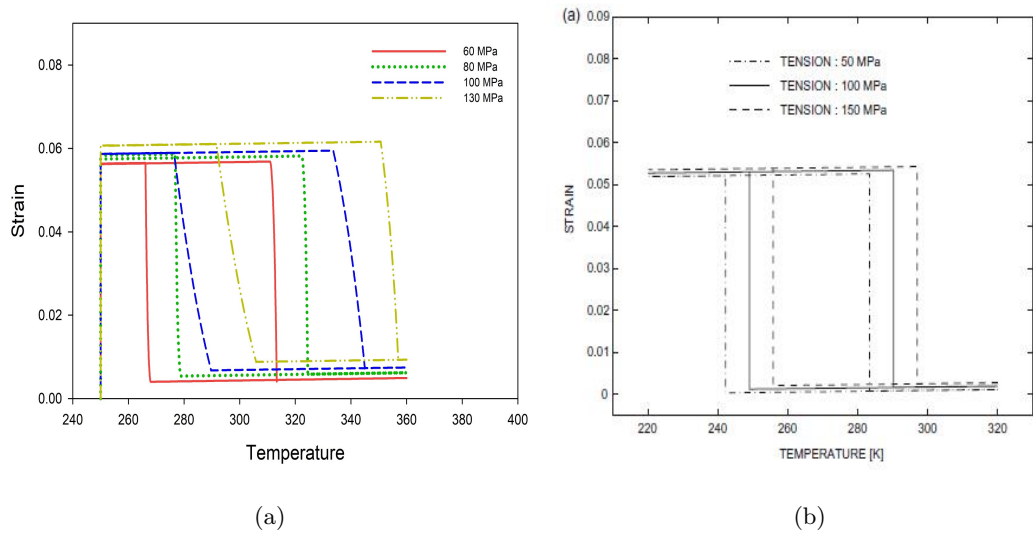 (a)
0.08
0.06
0.04
0.02
0.00
Strain
240 260 280 300 320 340 360 380 400
Temperature
60 MPa
80 MPa
100 MPa
130 MPa
(a)
(a)
0.09
0.08
0.07
0.06
0.05
0.04
0.03
0.02
0.01
0
STRAIN
220 240 260 280 300 320
TEMPERATURE [K]
TENSION : 50 MPa
TENSION : 100 MPa
TENSION : 150 MPa
(b)